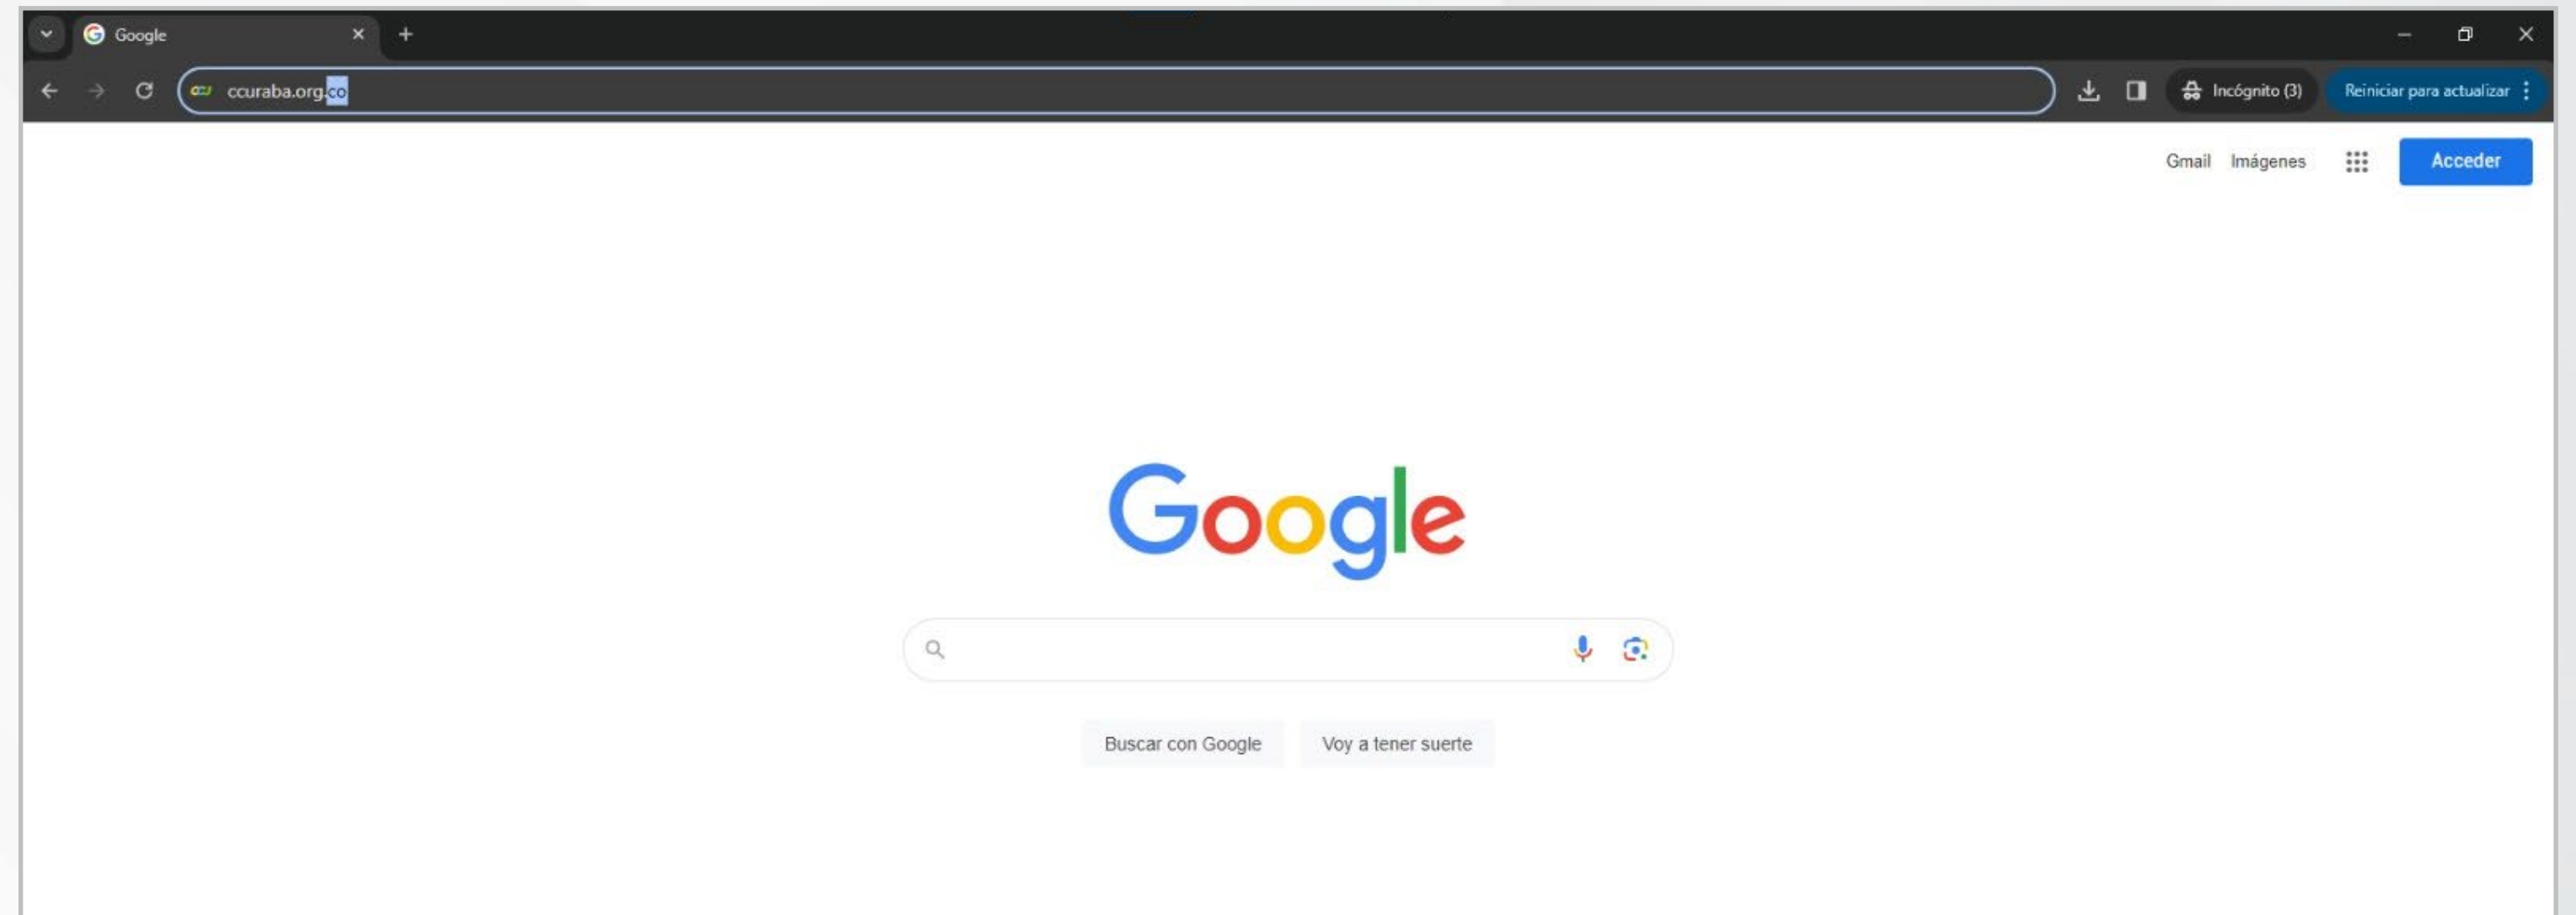 Google
ccuraba.org.co
Incógnito (3)
Reiniciar para actualizar
Gmail Imágenes Acceder
Google
Buscar con Google Voy a tener suerte